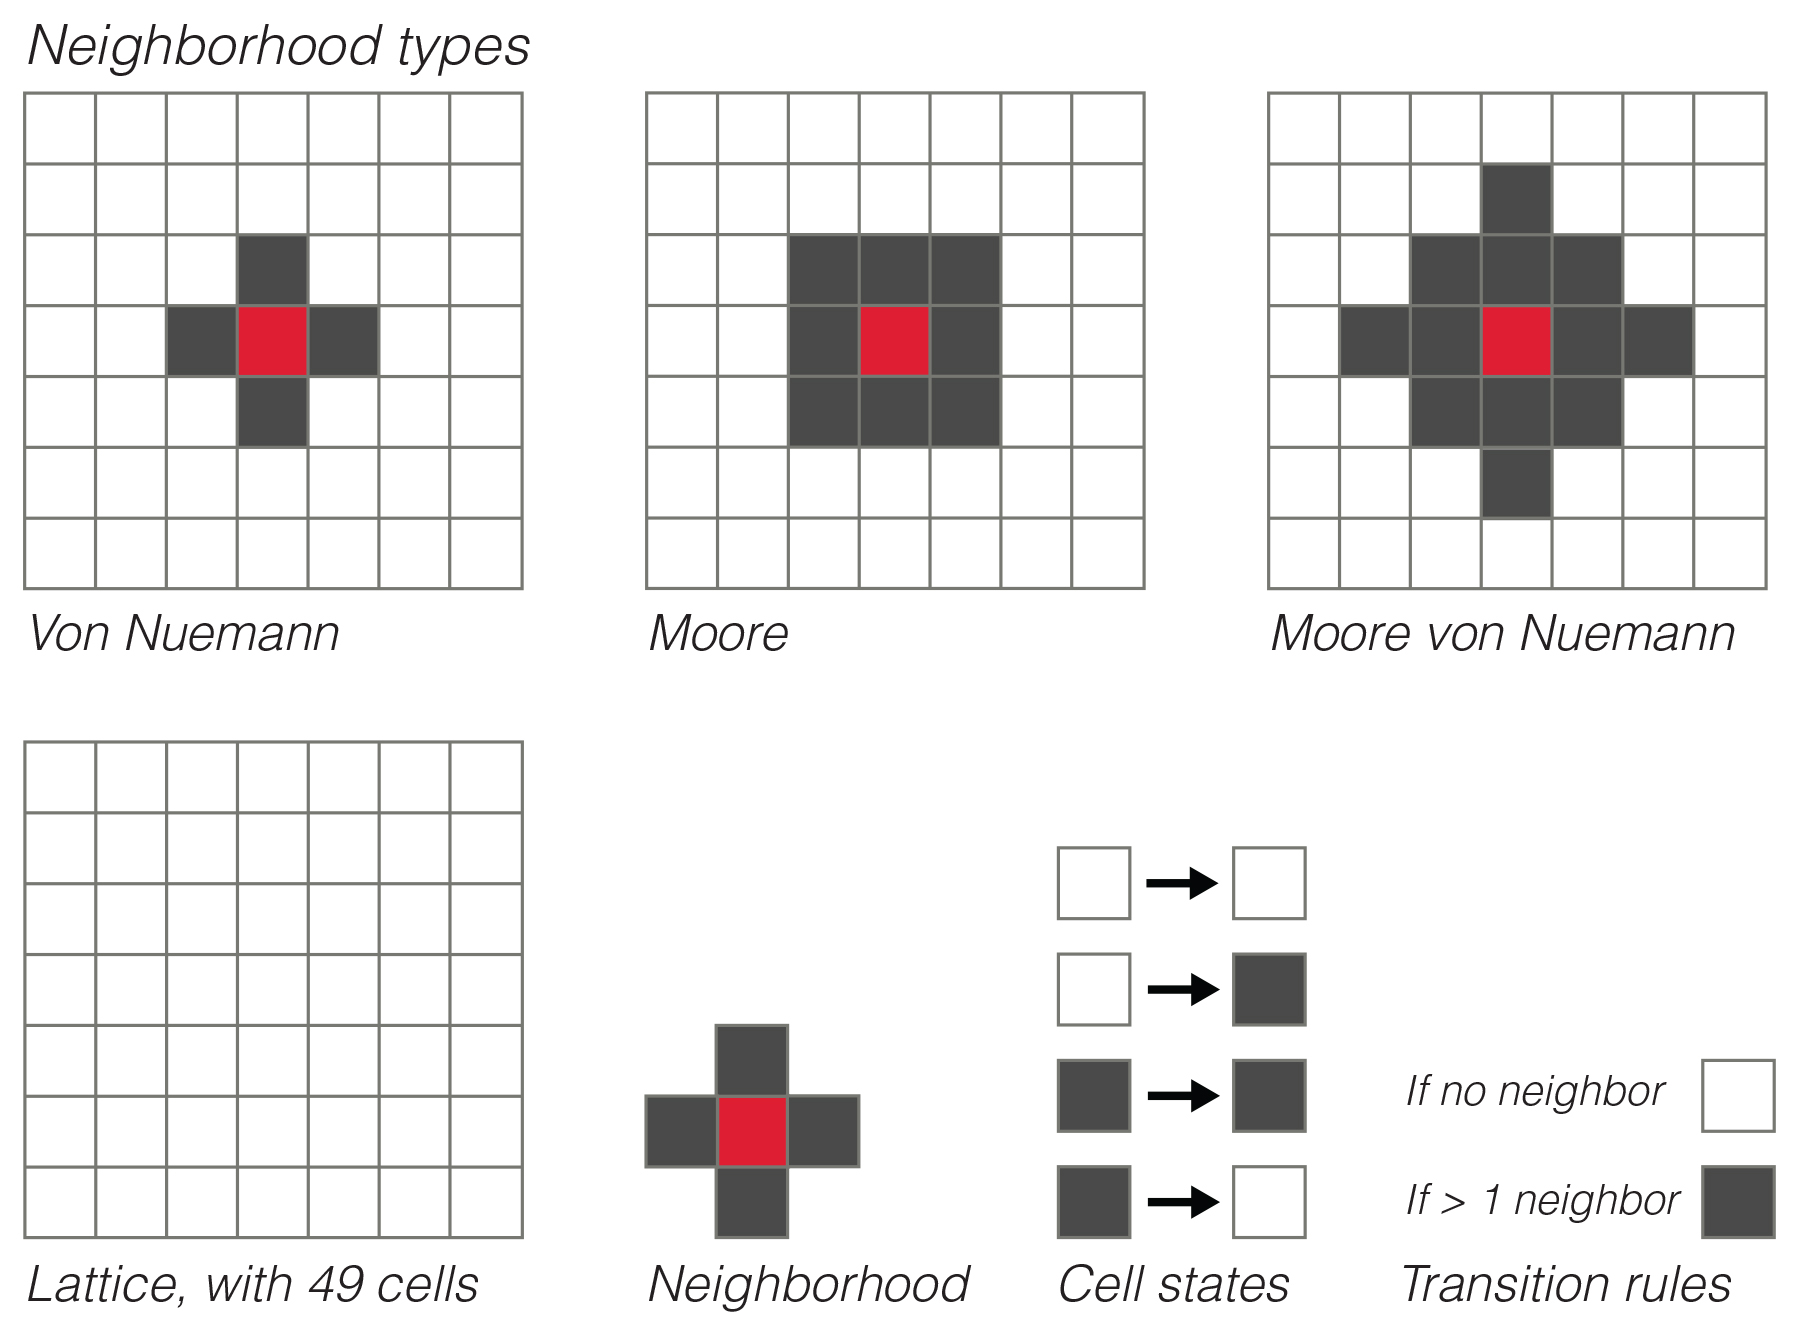 Neighborhood types
Von Nuemann
Moore
Moore von Nuemann
If no neighbor
If > 1 neighbor
Lattice, with 49 cells
Neighborhood
Cell states
Transition rules